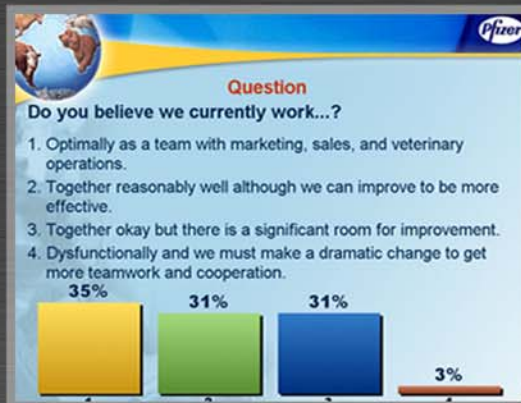 Pfizer
Question
Do you believe we currently work...?
1. Optimally as a team with marketing, sales, and veterinary
operations.
2. Together reasonably well although we can improve to be more
effective.
3. Together okay but there is a significant room for improvement.
4. Dysfunctionally and we must make a dramatic change to get
more teamwork and cooperation.
35% 31% 31% 3%